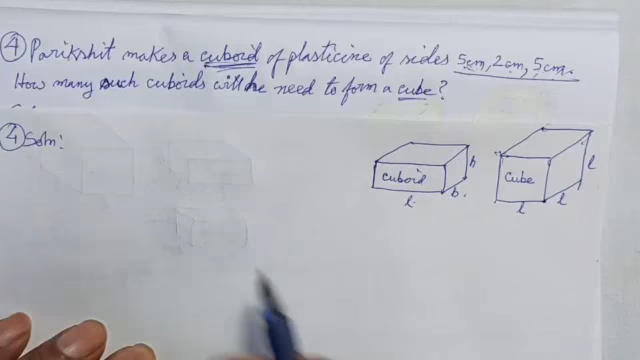 ④ Parikshit makes a cuboid of plasticine of sides 5cm, 2cm, 5cm.
How many such cuboids will he need to form a cube?
④ Soln:
cuboid
h
b.
l.
cube
l
l
l